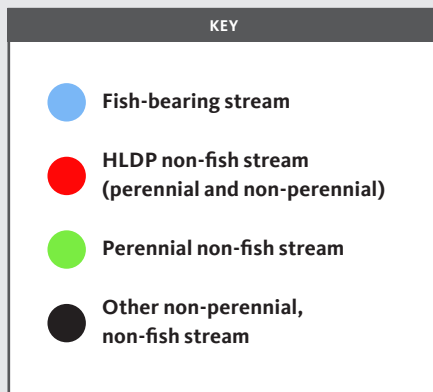 KEY
Fish-bearing stream
HLDP non-fish stream
(perennial and non-perennial)
Perennial non-fish stream
Other non-perennial,
non-fish stream